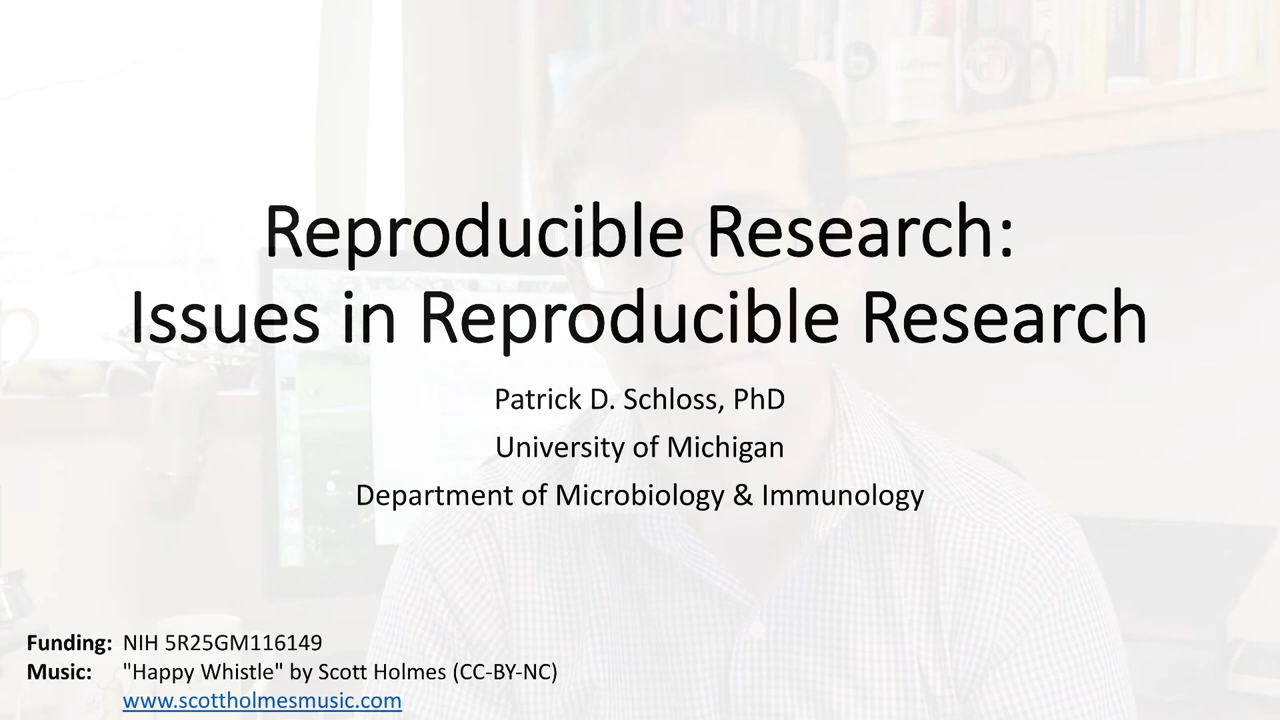 Reproducible Research:
Issues in Reproducible Research
Patrick D. Schloss, PhD
University of Michigan
Department of Microbiology & Immunology
Funding: NIH 5R25GM116149
Music: "Happy Whistle" by Scott Holmes (CC-BY-NC)
www.scottholmesmusic.com